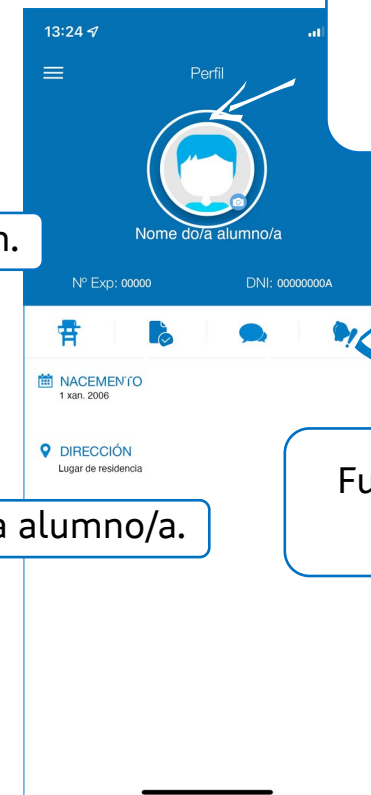 13:24
Perfil
n.
Nome do/a alumno/a
Nº Exp: 00000 DNI: 00000000A
NACEMENTO
1 xan. 2006
DIRECCIÓN
Lugar de residencia
Fu
a alumno/a.